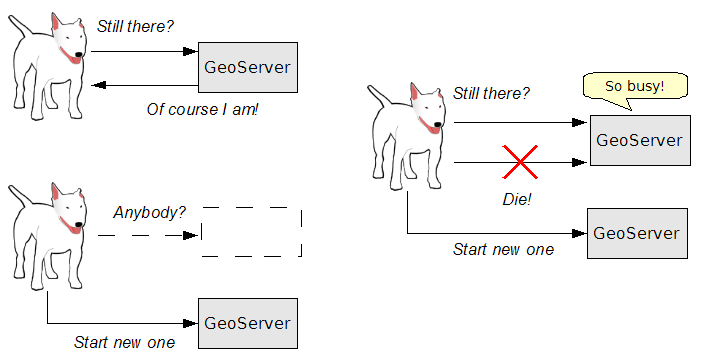 Still there?
GeoServer
Of course I am!
Anybody?
GeoServer
Start new one
So busy!
Still there?
GeoServer
Die!
GeoServer
Start new one